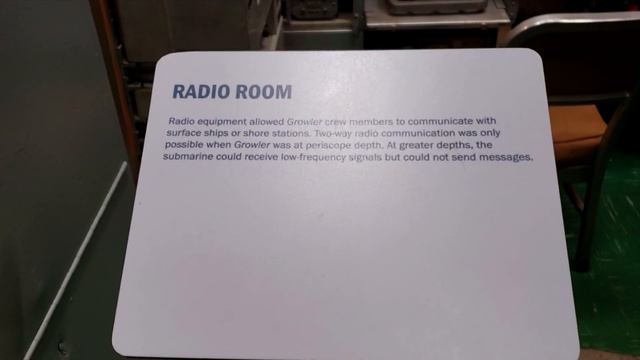 RADIO ROOM
Radio equipment allowed Growler crew members to communicate with
surface ships or shore stations. Two-way radio communication was only
possible when Growler was at periscope depth. At greater depths, the
submarine could receive low-frequency signals but could not send messages.